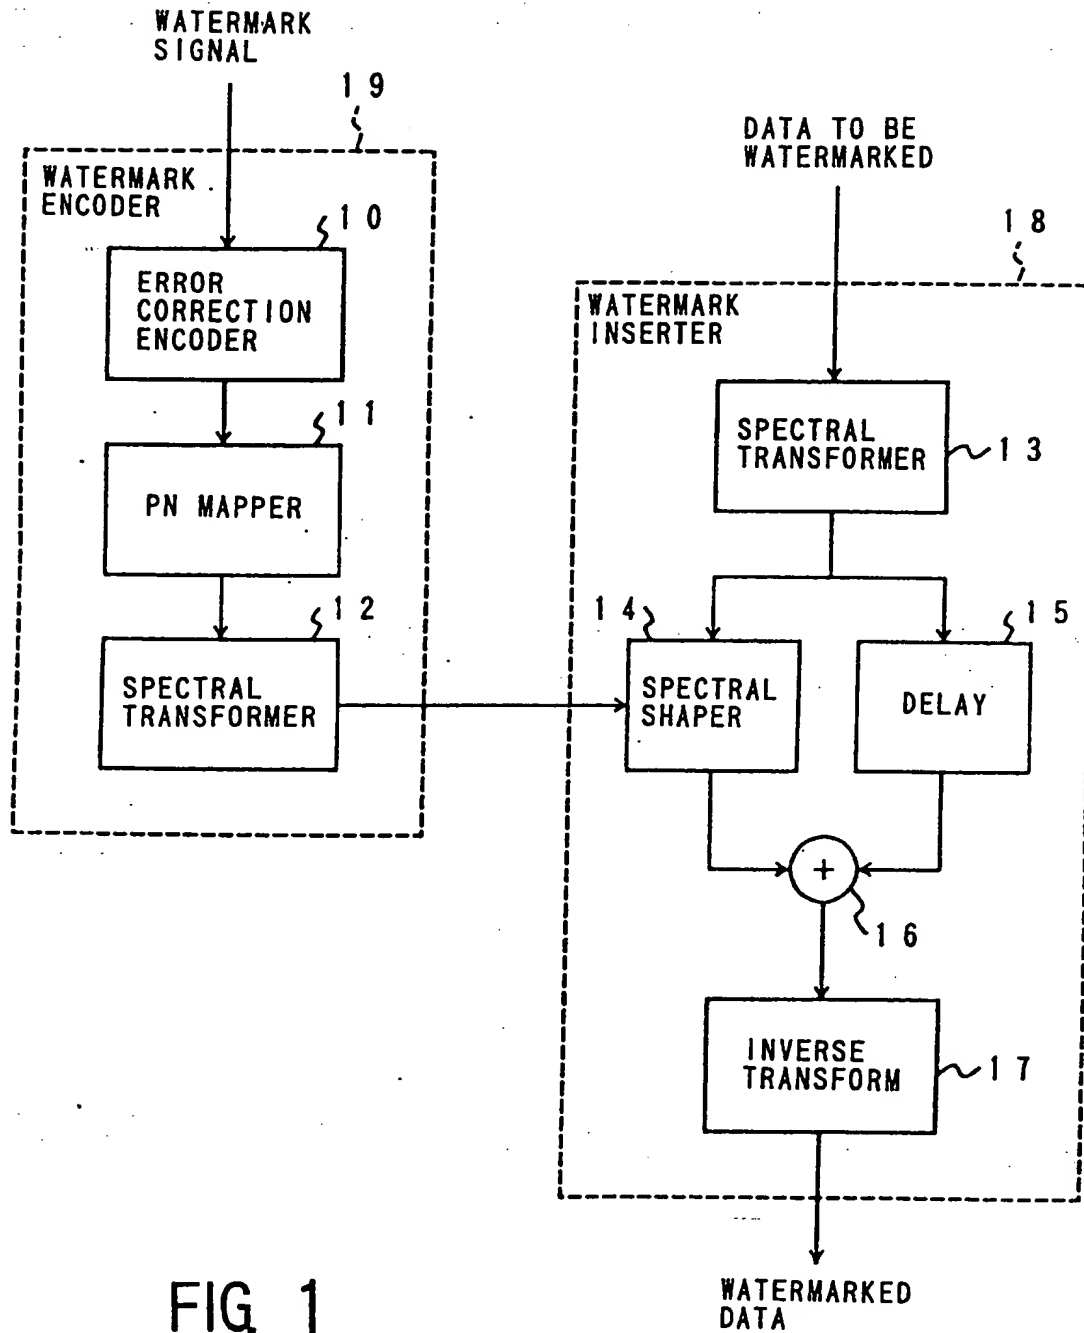 WATERMARK
SIGNAL
19
WATERMARK
ENCODER
10
ERROR
CORRECTION
ENCODER
11
PN MAPPER
12
SPECTRAL
TRANSFORMER
DATA TO BE
WATERMARKED
18
WATERMARK
INSERTER
SPECTRAL
TRANSFORMER
13
14
SPECTRAL
SHAPER
15
DELAY
+
16
INVERSE
TRANSFORM
17
WATERMARKED
DATA
FIG. 1